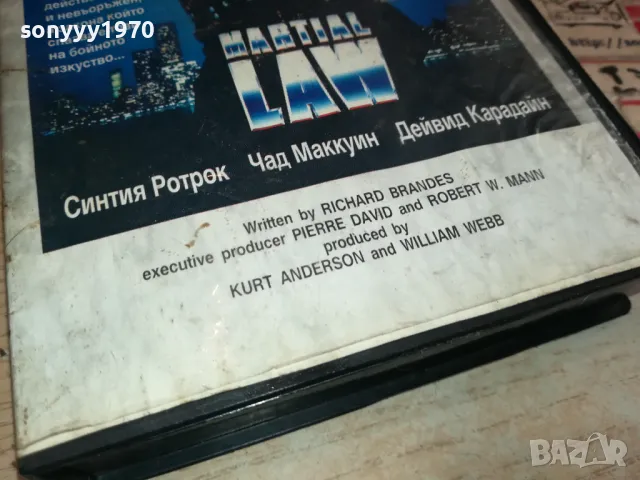 sonyyy1970
и невъоръжен
на бойното
изкуство...
MARTIAL
LAW
Синтия Ротрок Чад Маккуин Дейвид Карадайн
Written by RICHARD BRANDES
executive producer PIERRE DAVID and ROBERT W. MANN
produced by
KURT ANDERSON and WILLIAM WEBB
BAZAR
bg